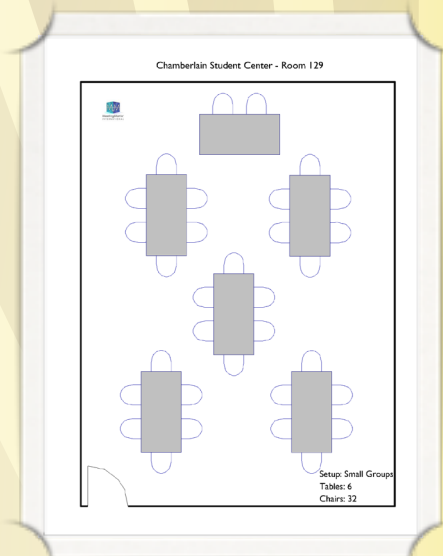 Chamberlain Student Center - Room 129
Setup: Small Groups
Tables: 6
Chairs: 32